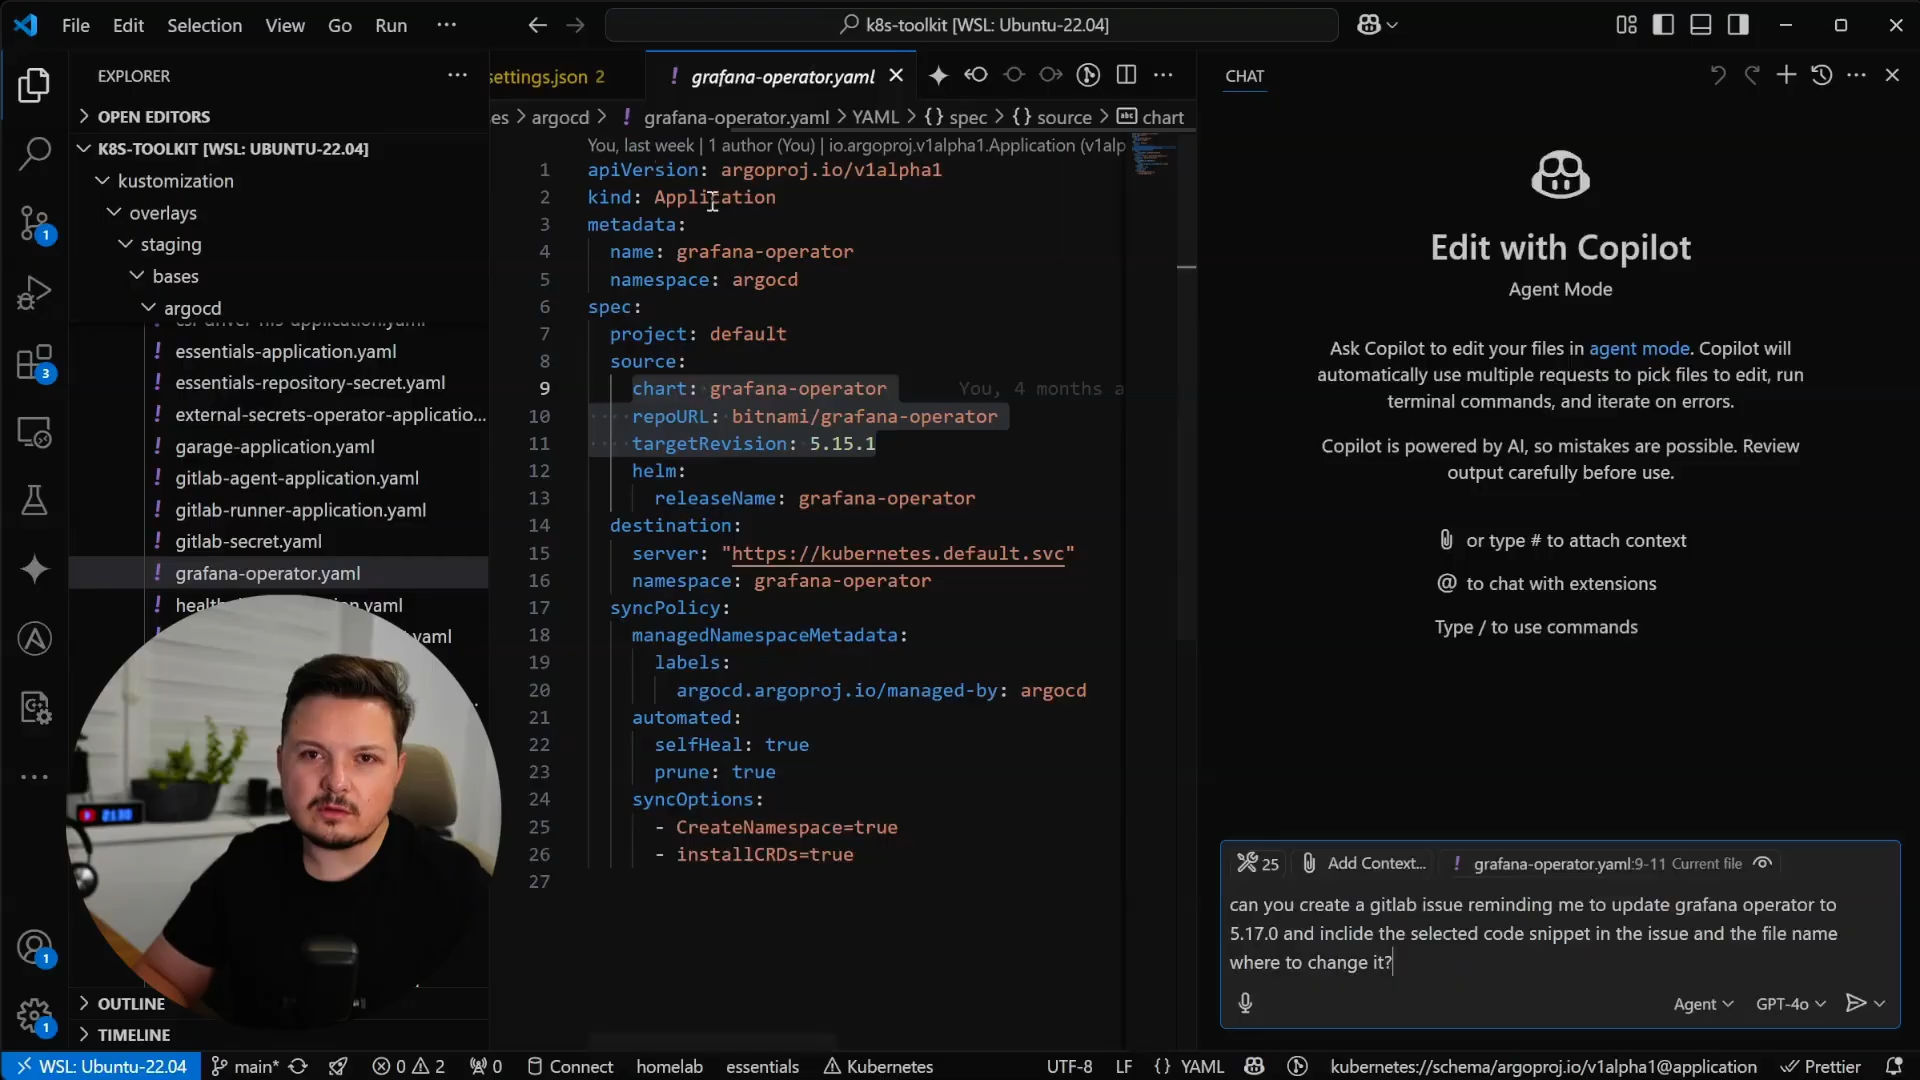 File Edit Selection View Go Run ···
k8s-toolkit [WSL: Ubuntu-22.04]
EXPLORER
OPEN EDITORS
K8S-TOOLKIT [WSL: UBUNTU-22.04]
kustomization
overlays
staging
bases
argocd
! essentials-application.yaml
! essentials-repository-secret.yaml
! external-secrets-operator-applicatio...
! garage-application.yaml
! gitlab-agent-application.yaml
! gitlab-runner-application.yaml
! gitlab-secret.yaml
! grafana-operator.yaml
OUTLINE
TIMELINE
1
3
1
1
settings.json 2
! grafana-operator.yaml
es > argocd > ! grafana-operator.yaml > YAML > {} spec > {} source > abc chart
You, last week | 1 author (You) | io.argoproj.v1alpha1.Application (v1alp
1 apiVersion: argoproj.io/v1alpha1
2 kind: Application
3 metadata:
4 name: grafana-operator
5 namespace: argocd
6 spec:
7 project: default
8 source:
9 chart: grafana-operator You, 4 months a
10 repoURL: bitnami/grafana-operator
11 targetRevision: 5.15.1
12 helm:
13 releaseName: grafana-operator
14 destination:
15 server: "https://kubernetes.default.svc"
16 namespace: grafana-operator
17 syncPolicy:
18 managedNamespaceMetadata:
19 labels:
20 argocd.argoproj.io/managed-by: argocd
21 automated:
22 selfHeal: true
23 prune: true
24 syncOptions:
25 - CreateNamespace=true
26 - installCRDs=true
27
CHAT
Edit with Copilot
Agent Mode
Ask Copilot to edit your files in agent mode. Copilot will
automatically use multiple requests to pick files to edit, run
terminal commands, and iterate on errors.
Copilot is powered by AI, so mistakes are possible. Review
output carefully before use.
or type # to attach context
@ to chat with extensions
Type / to use commands
25 Add Context... ! grafana-operator.yaml:9-11 Current file
can you create a gitlab issue reminding me to update grafana operator to
5.17.0 and inclide the selected code snippet in the issue and the file name
where to change it?
Agent GPT-4o
WSL: Ubuntu-22.04 main* 0 2 0 Connect homelab essentials Kubernetes UTF-8 LF {} YAML kubernetes://schema/argoproj.io/v1alpha1@application Prettier